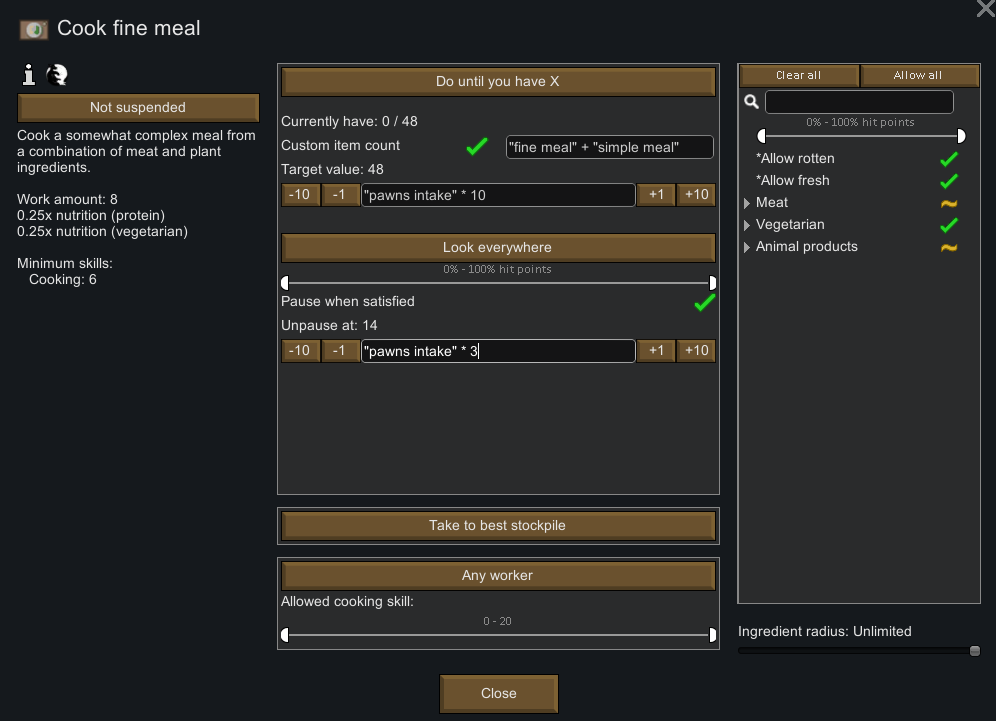 Cook fine meal
Not suspended
Cook a somewhat complex meal from
a combination of meat and plant
ingredients.
Work amount: 8
0.25x nutrition (protein)
0.25x nutrition (vegetarian)
Minimum skills:
Cooking: 6
Do until you have X
Currently have: 0 / 48
Custom item count "fine meal" + "simple meal"
Target value: 48
-10 -1 "pawns intake" * 10 +1 +10
Look everywhere
0% - 100% hit points
Pause when satisfied
Unpause at: 14
-10 -1 "pawns intake" * 3 +1 +10
Take to best stockpile
Any worker
Allowed cooking skill:
0 - 20
Close
Clear all Allow all
0% - 100% hit points
*Allow rotten
*Allow fresh
Meat
Vegetarian
Animal products
Ingredient radius: Unlimited